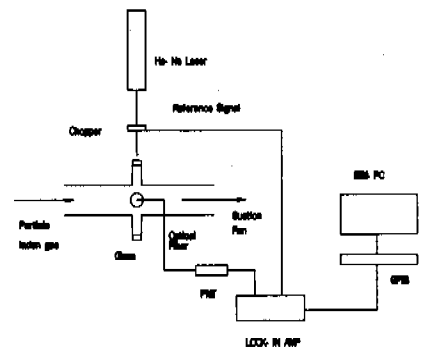 He-Ne Laser
Reference Signal
Chopper
PC
Particle
laden gas
Suction
Fan
Glass
Optical
Fiber
PMT
GPIB
LOCK-IN AMP